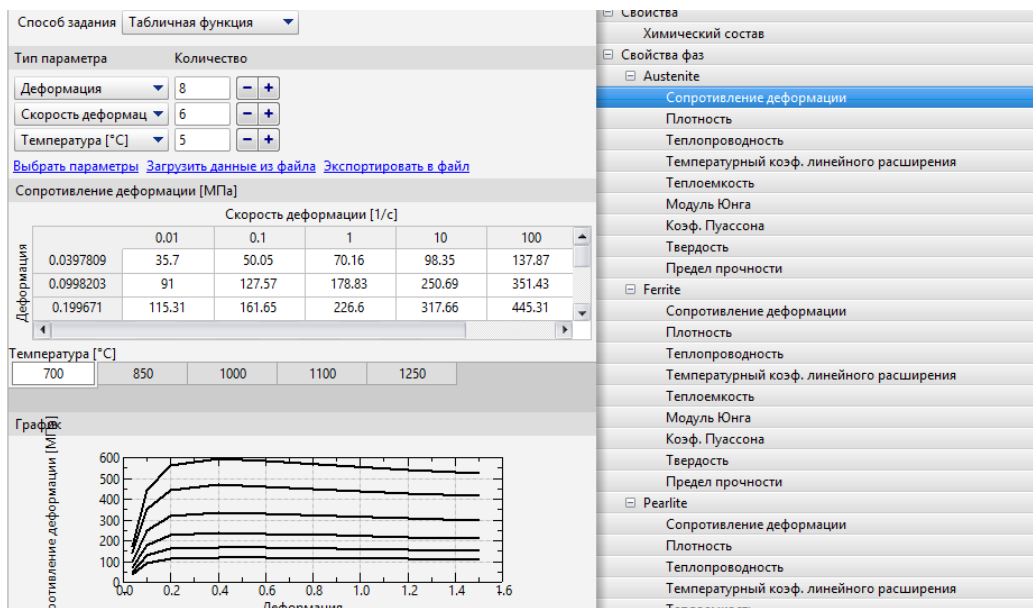 Способ задания Табличная функция
Тип параметра Количество
Деформация 8 - +
Скорость деформац 6 - +
Температура [°C] 5 - +
Выбрать параметры Загрузить данные из файла Экспортировать в файл
Сопротивление деформации [МПа]
Скорость деформации [1/с]
Деформация
0.01 0.1 1 10 100
0.0397809 35.7 50.05 70.16 98.35 137.87
0.0998203 91 127.57 178.83 250.69 351.43
0.199671 115.31 161.65 226.6 317.66 445.31
Температура [°C]
700 850 1000 1100 1250
График
600
500
400
300
200
100
0
0.0 0.2 0.4 0.6 0.8 1.0 1.2 1.4 1.6
Деформация
деформации [МПа]
Свойства
Химический состав
Свойства фаз
Austenite
Сопротивление деформации
Плотность
Теплопроводность
Температурный коэф. линейного расширения
Теплоемкость
Модуль Юнга
Коэф. Пуассона
Твердость
Предел прочности
Ferrite
Сопротивление деформации
Плотность
Теплопроводность
Температурный коэф. линейного расширения
Теплоемкость
Модуль Юнга
Коэф. Пуассона
Твердость
Предел прочности
Pearlite
Сопротивление деформации
Плотность
Теплопроводность
Температурный коэф. линейного расширения